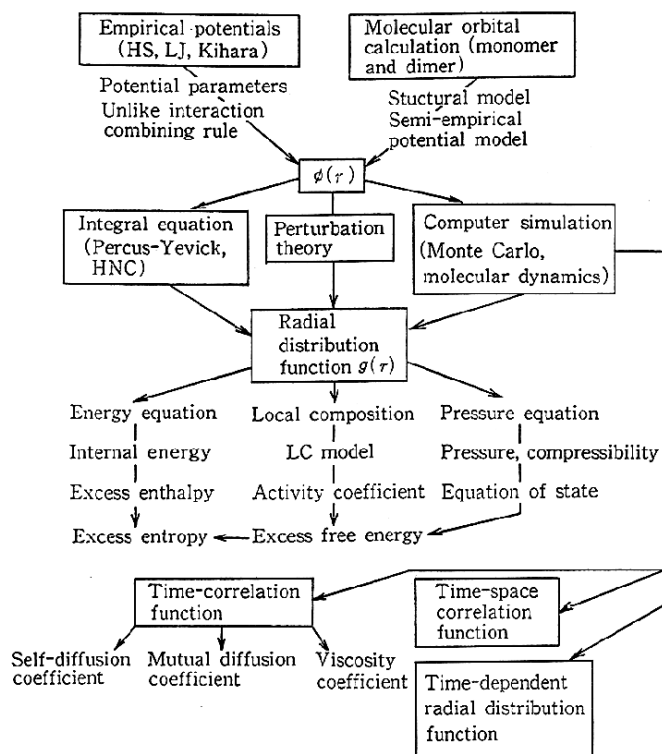 Empirical potentials
(HS, LJ, Kihara)
Molecular orbital
calculation (monomer
and dimer)
Potential parameters
Unlike interaction
combining rule
Stuctural model
Semi-empirical
potential model
ϕ(r)
Integral equation
(Percus-Yevick,
HNC)
Perturbation
theory
Computer simulation
(Monte Carlo,
molecular dynamics)
Radial
distribution
function g(r)
Energy equation
Local composition
Pressure equation
Internal energy
LC model
Pressure, compressibility
Excess enthalpy
Activity coefficient
Equation of state
Excess entropy
Excess free energy
Time-correlation
function
Time-space
correlation
function
Self-diffusion
coefficient
Mutual diffusion
coefficient
Viscosity
coefficient
Time-dependent
radial distribution
function